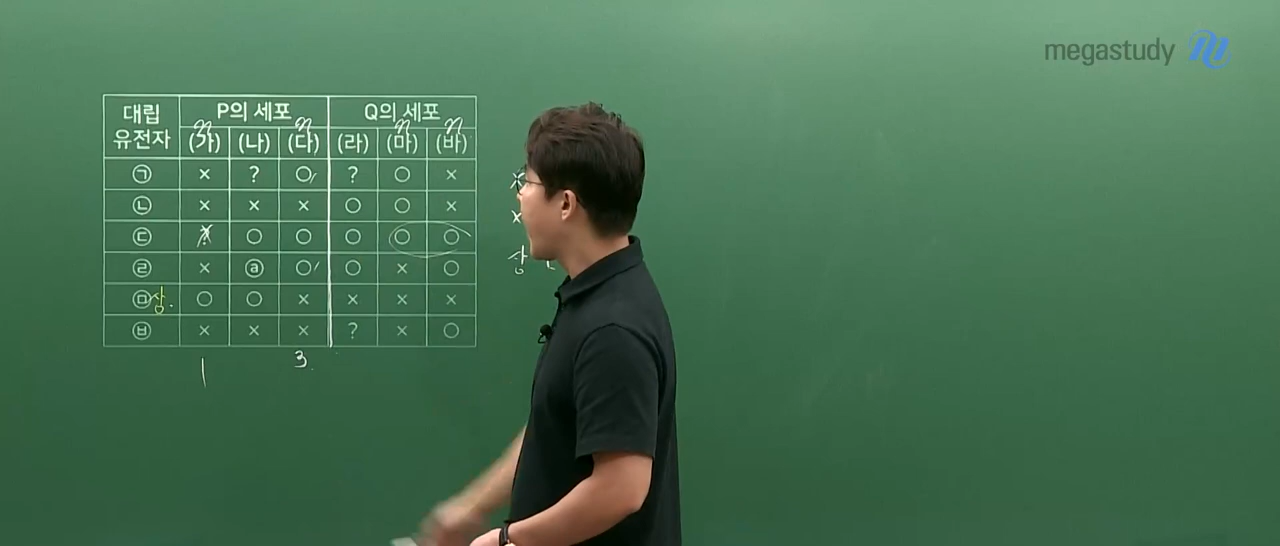 megastudy
대립 유전자 P의 세포 Q의 세포
(가) (나) (다) (라) (마) (바)
n n n n
㉠ × ? ○ ? ○ ×
㉡ × × × ○ ○ ×
㉢ ○ ○ ○ ○ ○
㉣ × ⓐ ○ ○ × ○
㉤ 상. ○ ○ × × × ×
㉥ × × × ? × ○
1 3.
×
×
상